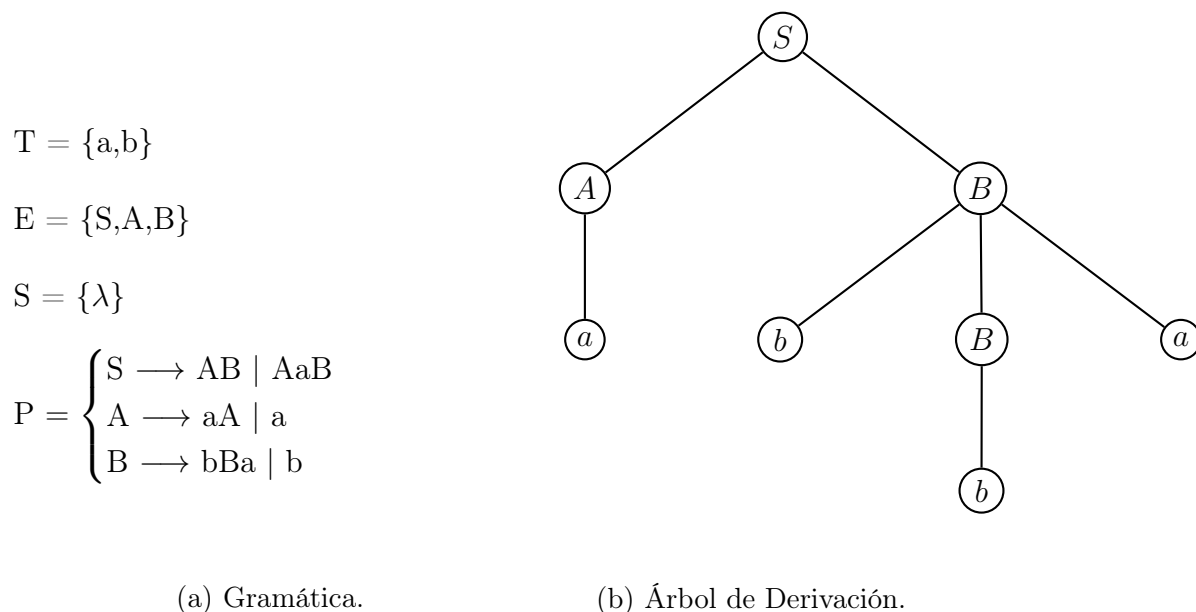 T = {a,b}
E = {S,A,B}
S = {λ}
P = { S ⟶ AB | AaB
A ⟶ aA | a
B ⟶ bBa | b
(a) Gramática.
S
A B
a b B a
b
(b) Árbol de Derivación.